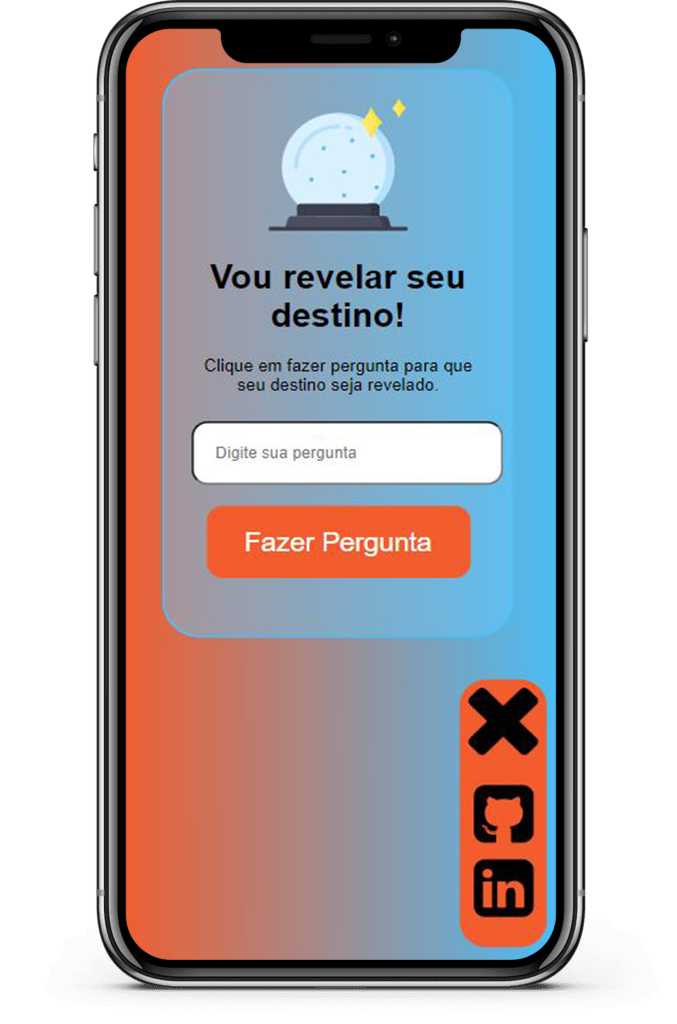 Vou revelar seu
destino!
Clique em fazer pergunta para que
seu destino seja revelado.
Digite sua pergunta
Fazer Pergunta
in